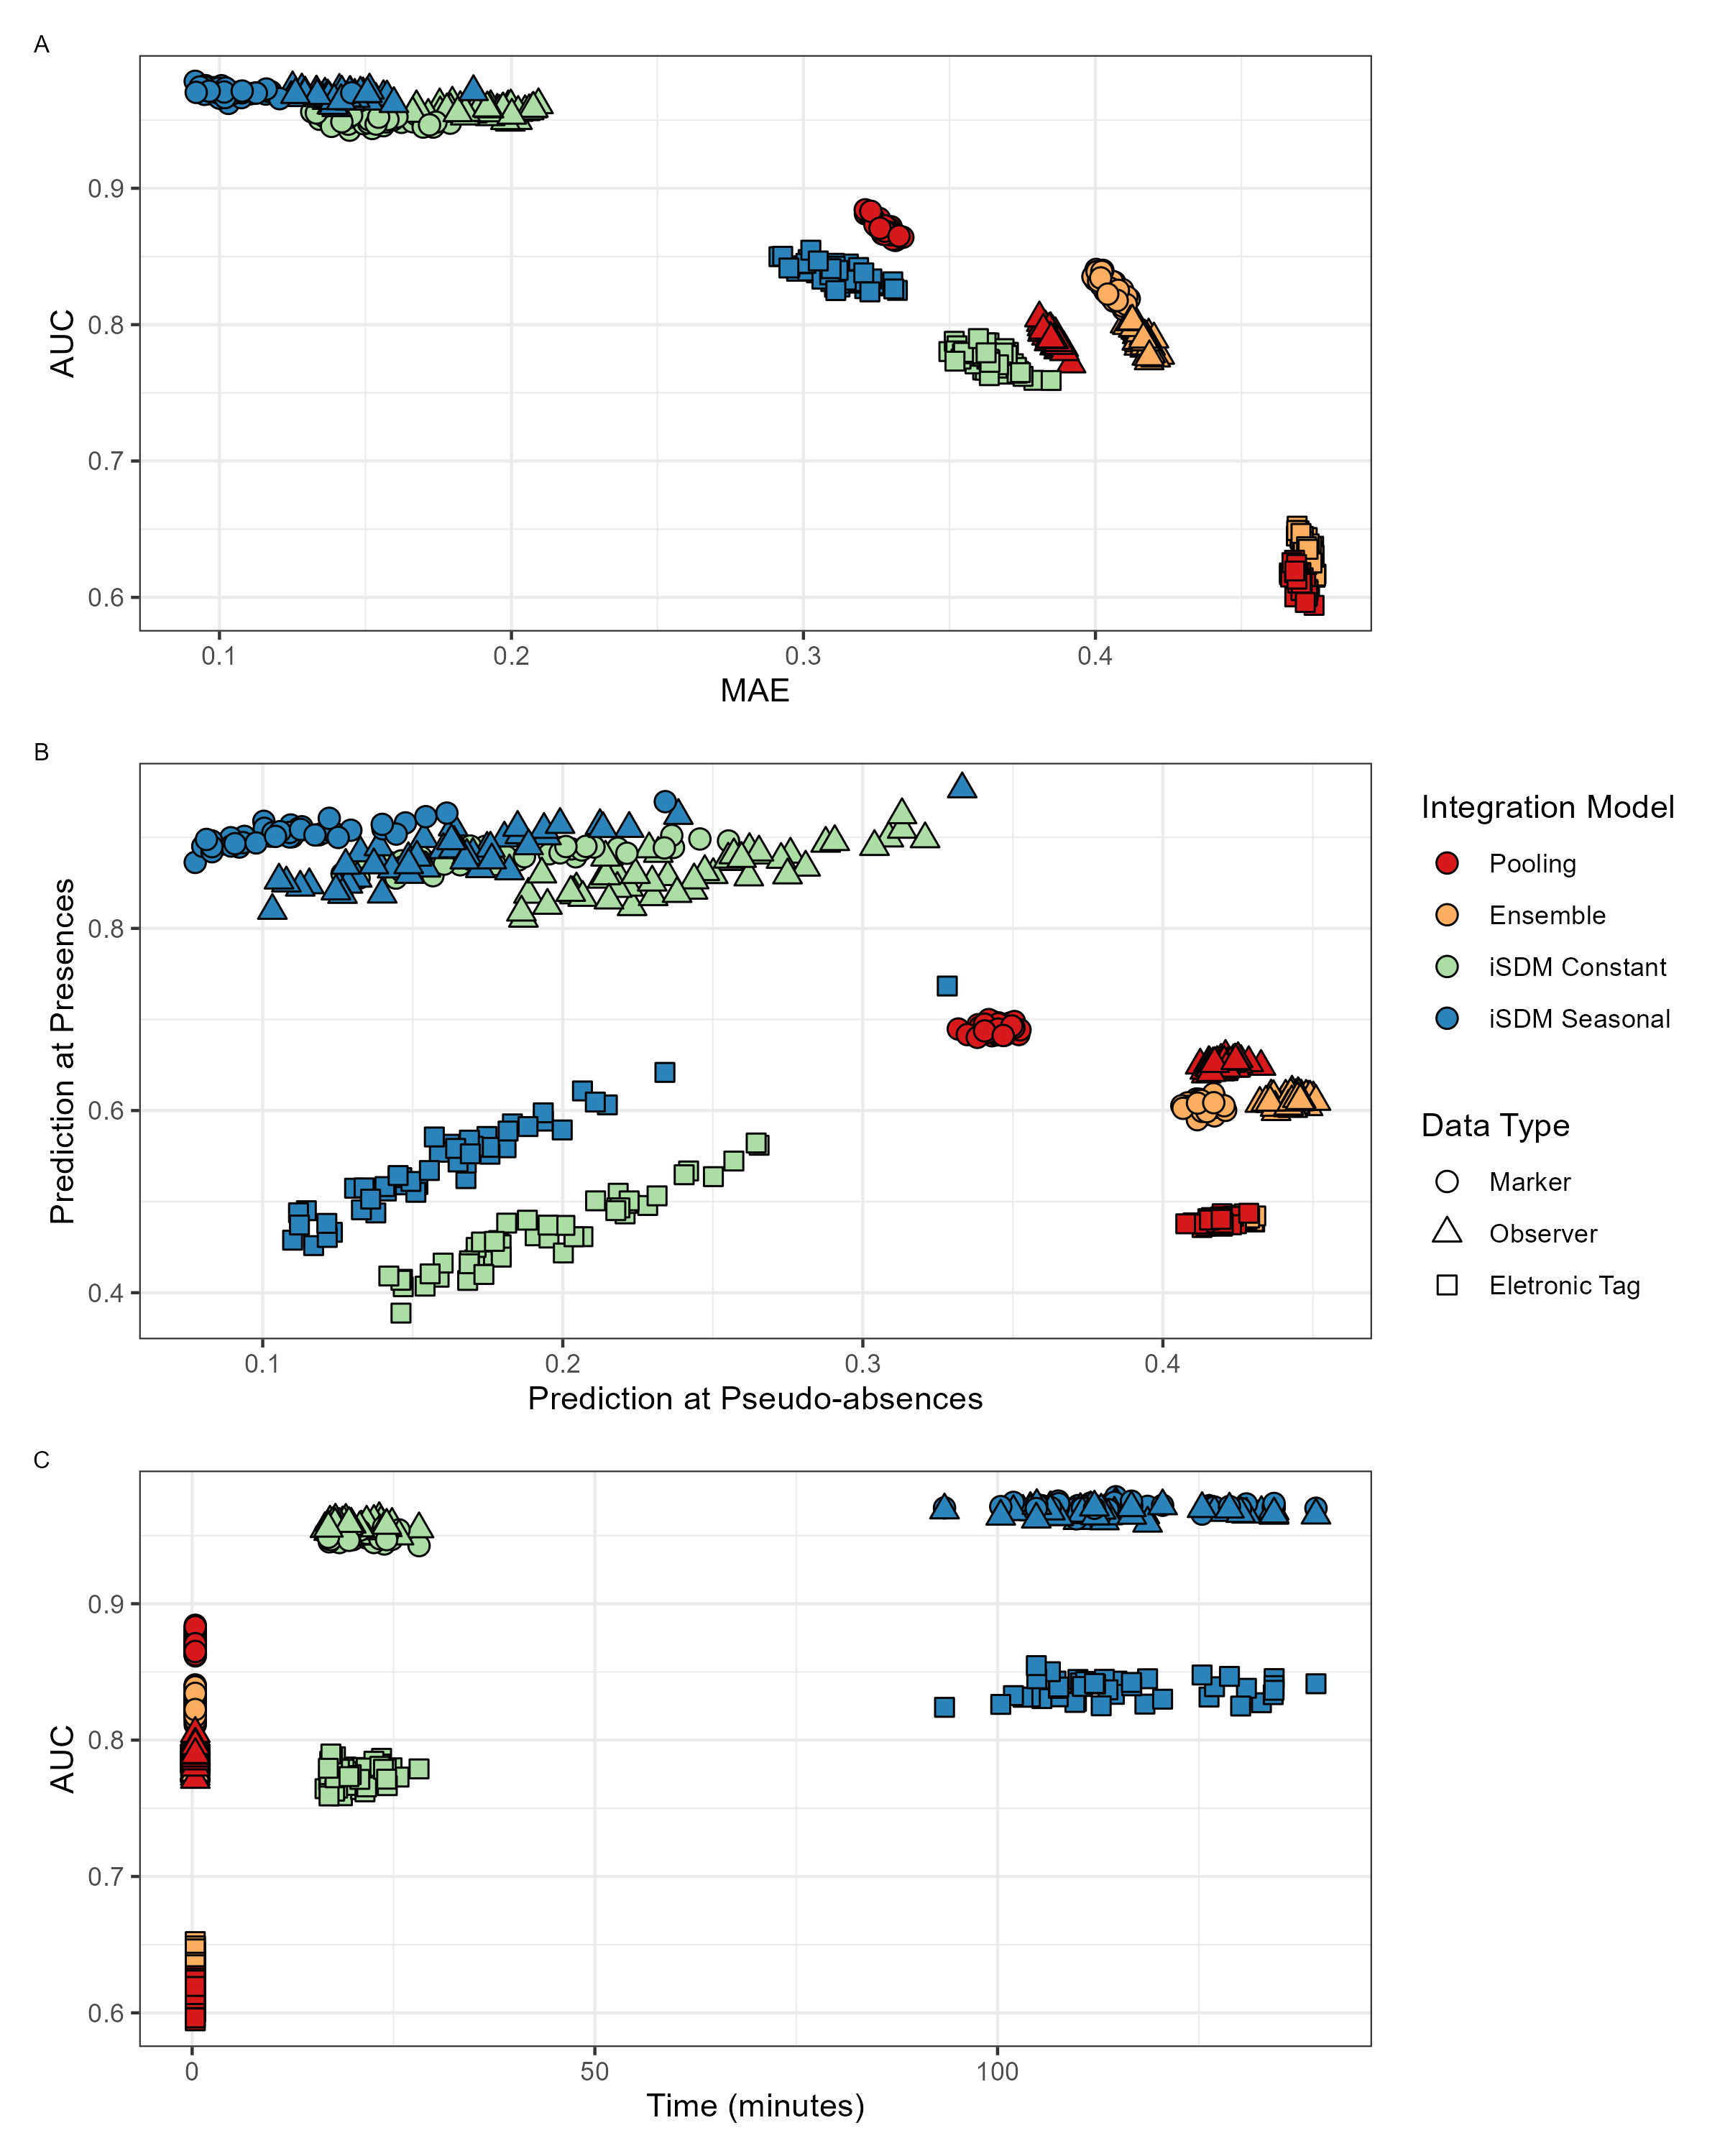 A
AUC
0.9
0.8
0.7
0.6
0.1 0.2 0.3 0.4
MAE
B
Prediction at Presences
0.8
0.6
0.4
0.1 0.2 0.3 0.4
Prediction at Pseudo-absences
Integration Model
Pooling
Ensemble
iSDM Constant
iSDM Seasonal
Data Type
Marker
Observer
Eletronic Tag
C
AUC
0.9
0.8
0.7
0.6
0 50 100
Time (minutes)